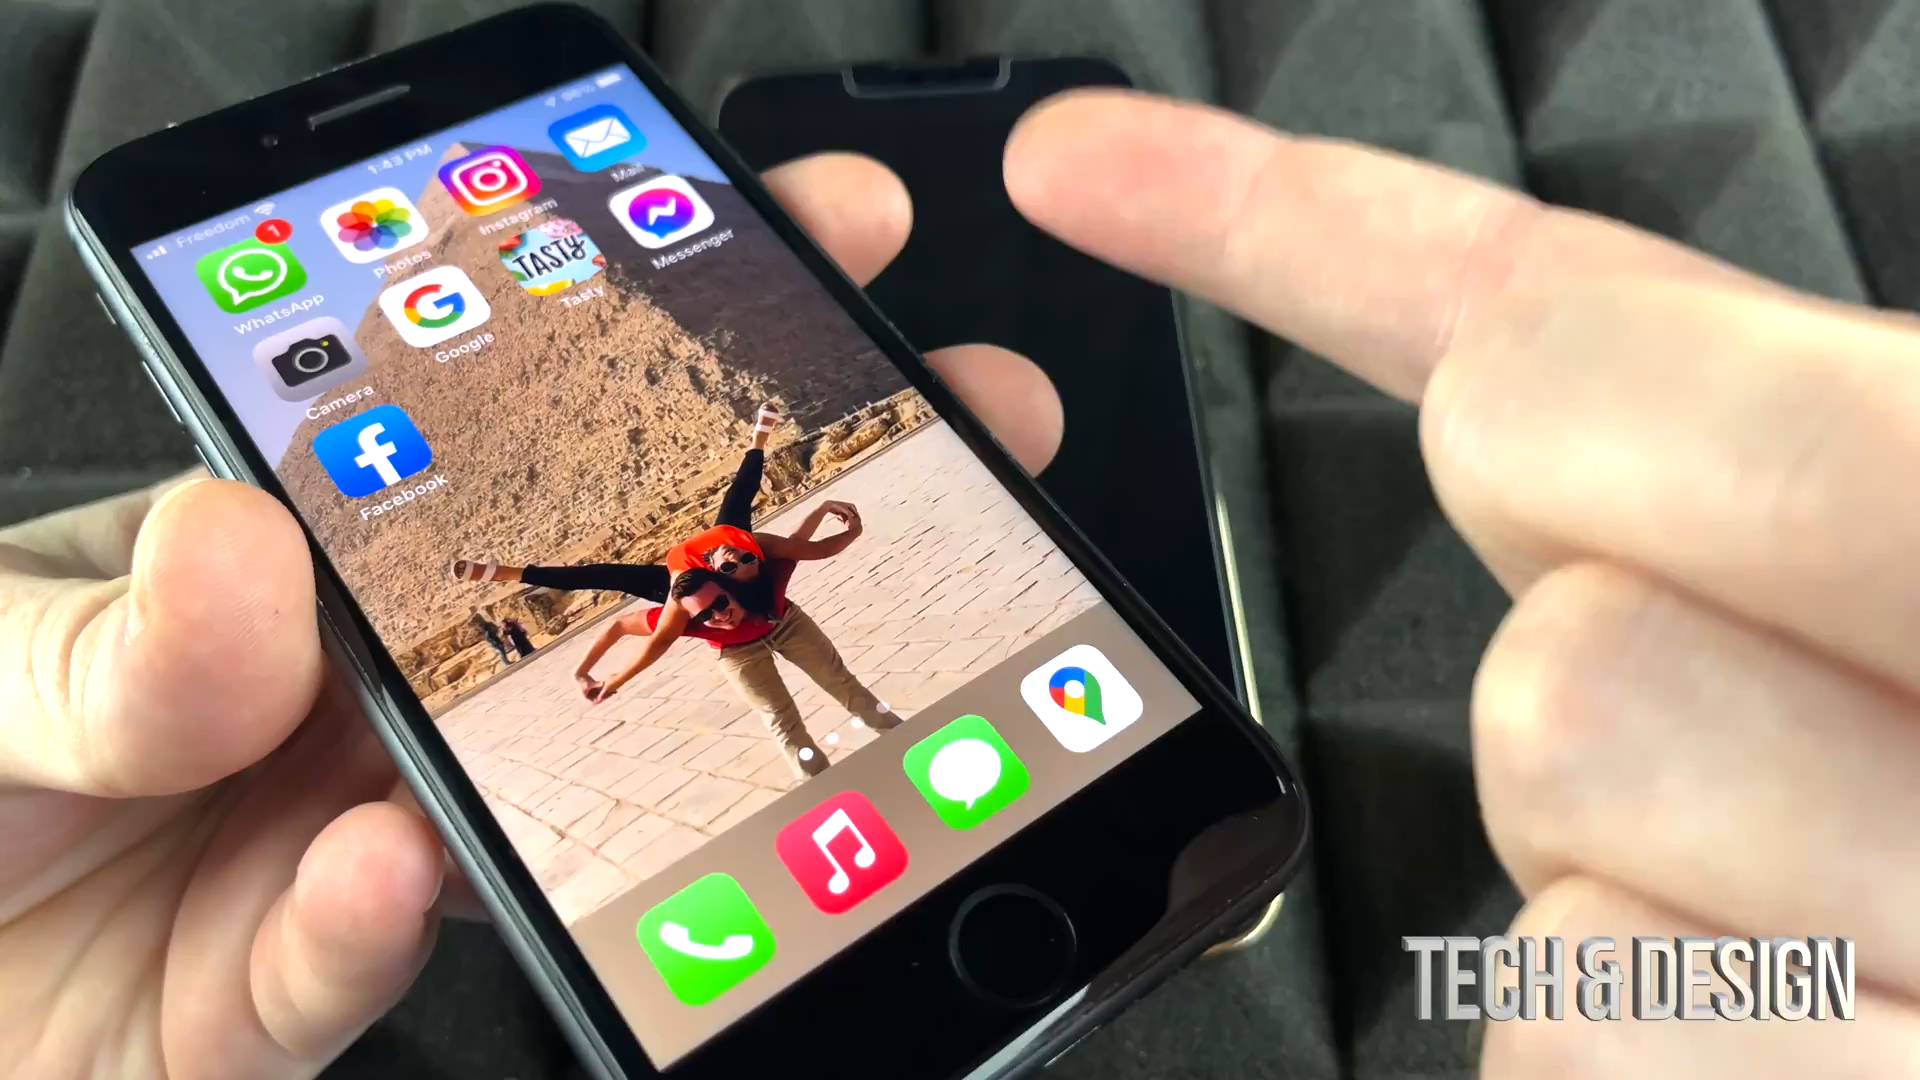 Freedom
1:43 PM
WhatsApp
1
Photos
Instagram
Mail
Camera
Google
TASTY
Tasty
Messenger
Facebook
TECH & DESIGN